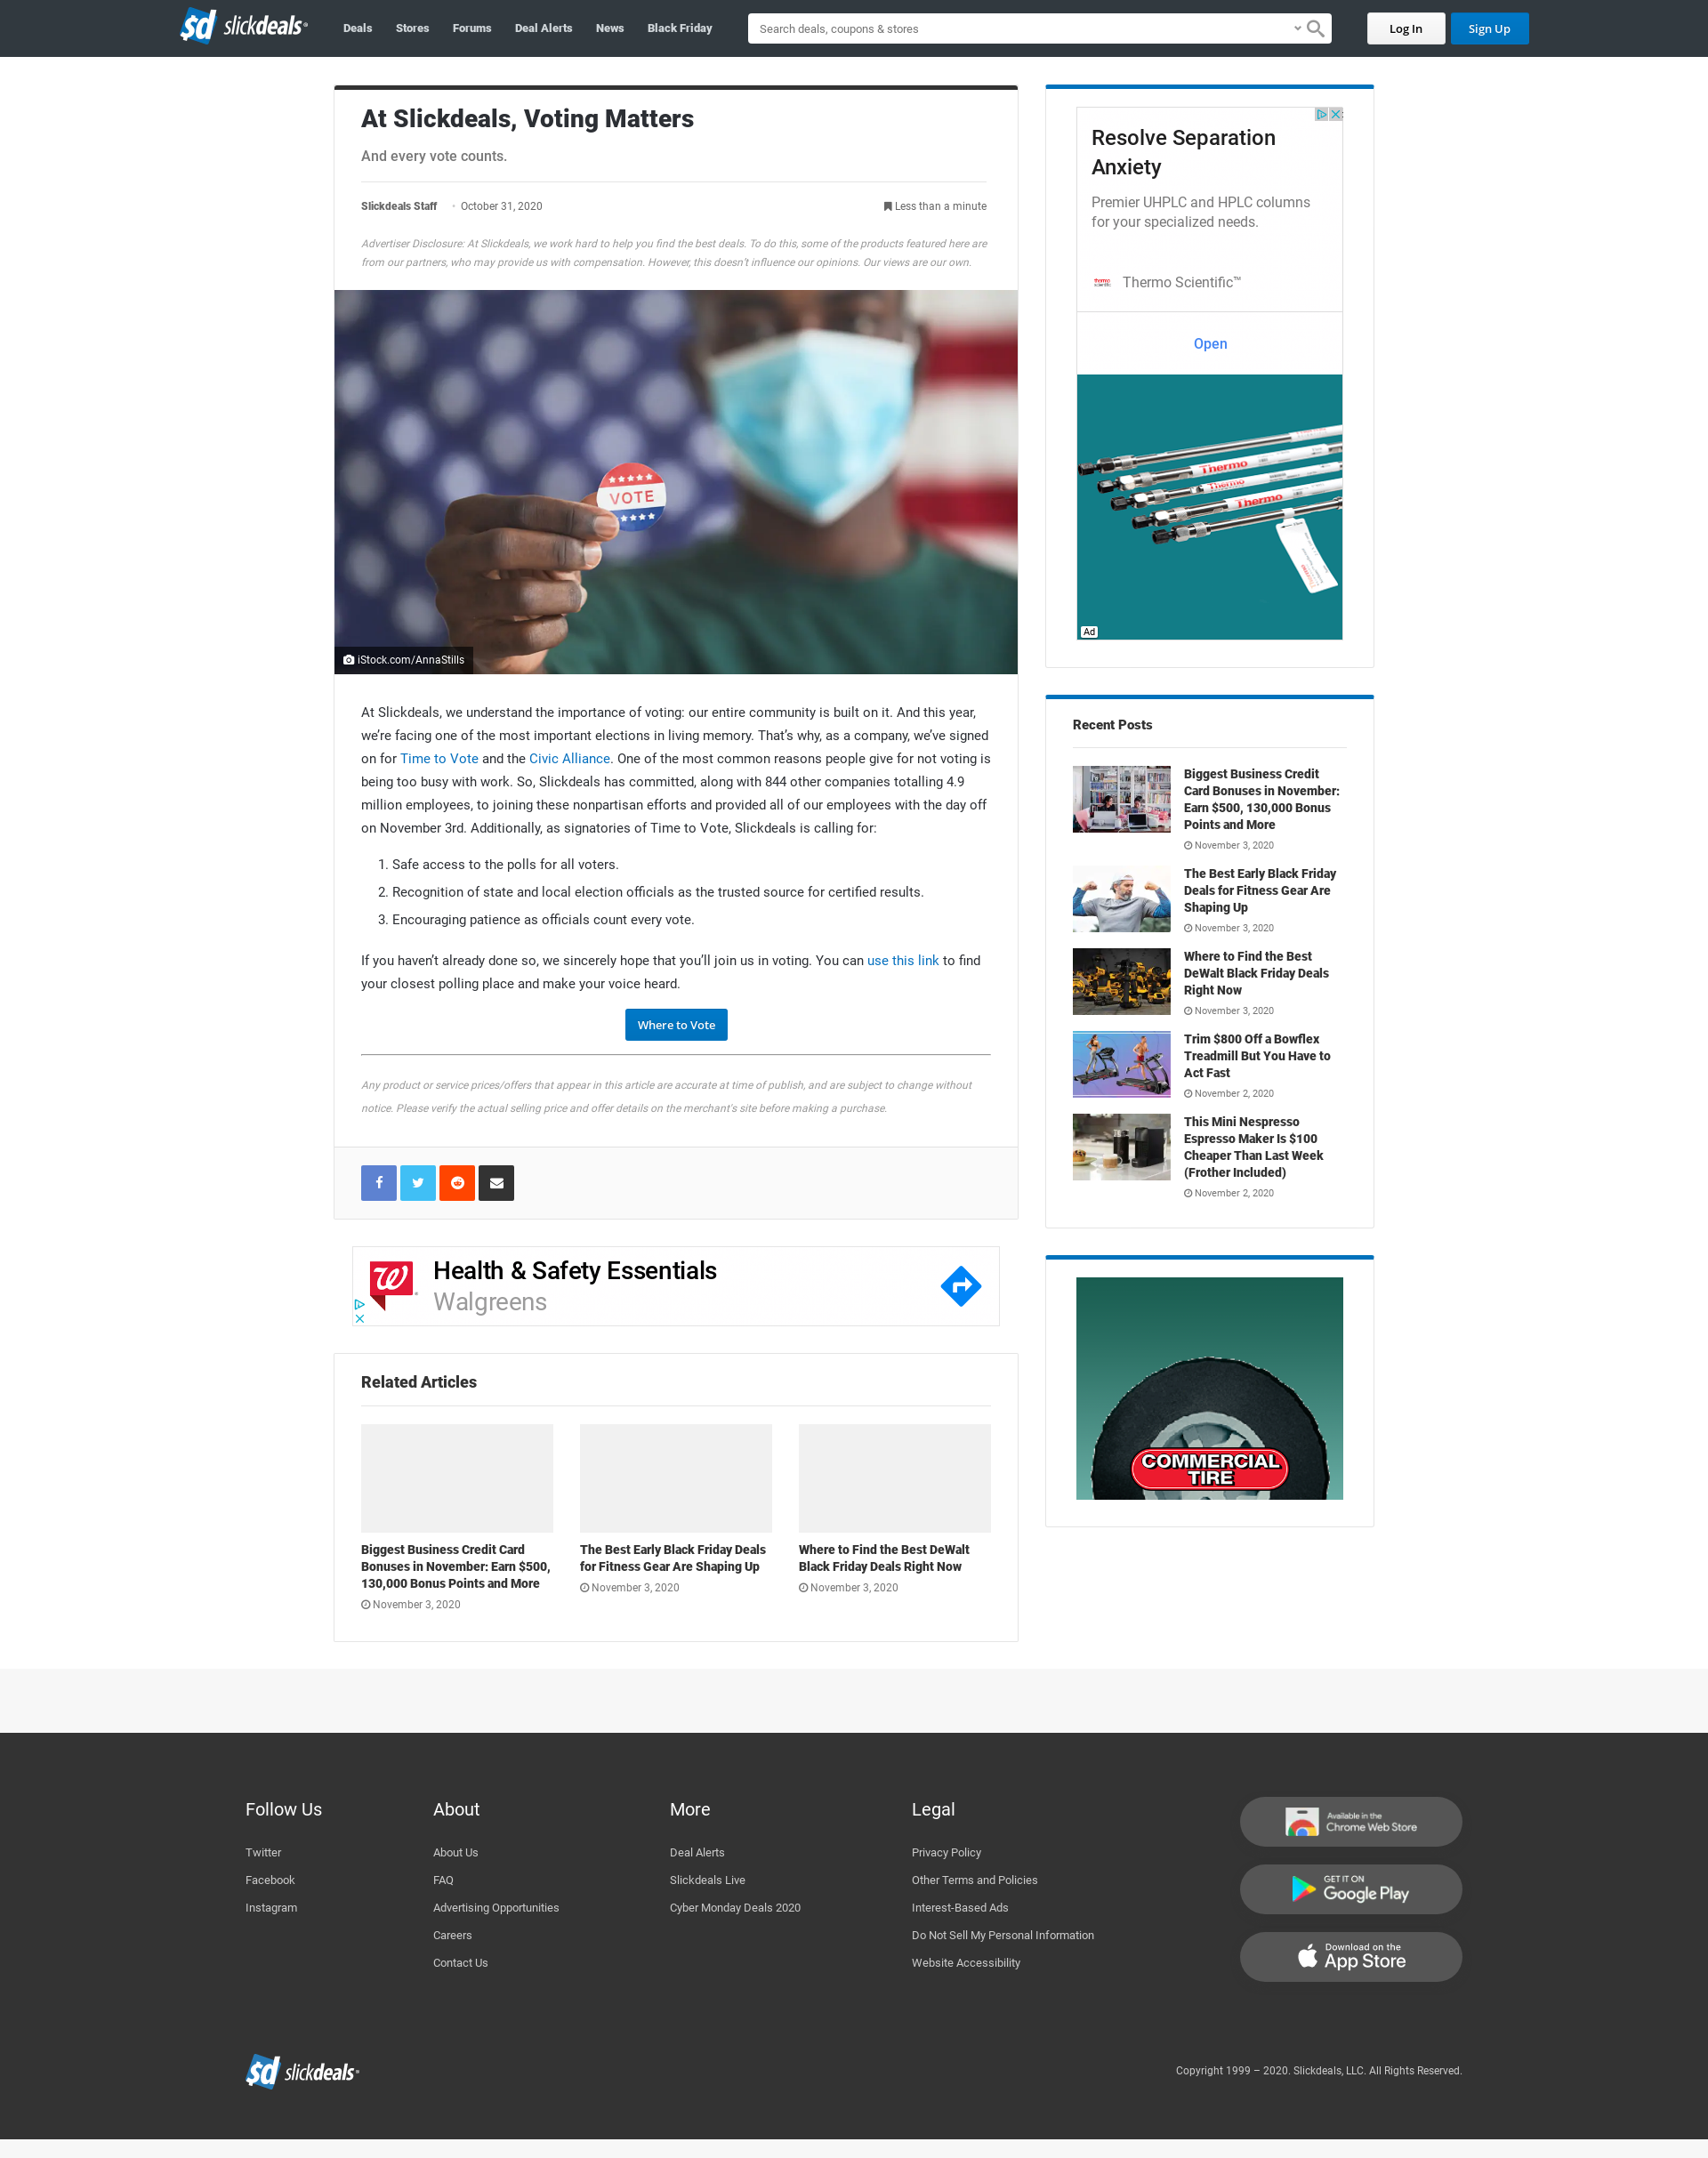 slickdeals
Deals Stores Forums Deal Alerts News Black Friday
Search deals, coupons & stores
Log In
Sign Up
At Slickdeals, Voting Matters
And every vote counts.
Slickdeals Staff • October 31, 2020
Less than a minute
Advertiser Disclosure: At Slickdeals, we work hard to help you find the best deals. To do this, some of the products featured here are
from our partners, who may provide us with compensation. However, this doesn't influence our opinions. Our views are our own.
VOTE
iStock.com/AnnaStills
At Slickdeals, we understand the importance of voting: our entire community is built on it. And this year,
we’re facing one of the most important elections in living memory. That’s why, as a company, we’ve signed
on for Time to Vote and the Civic Alliance. One of the most common reasons people give for not voting is
being too busy with work. So, Slickdeals has committed, along with 844 other companies totalling 4.9
million employees, to joining these nonpartisan efforts and provided all of our employees with the day off
on November 3rd. Additionally, as signatories of Time to Vote, Slickdeals is calling for:
1. Safe access to the polls for all voters.
2. Recognition of state and local election officials as the trusted source for certified results.
3. Encouraging patience as officials count every vote.
If you haven’t already done so, we sincerely hope that you’ll join us in voting. You can use this link to find
your closest polling place and make your voice heard.
Where to Vote
Any product or service prices/offers that appear in this article are accurate at time of publish, and are subject to change without
notice. Please verify the actual selling price and offer details on the merchant’s site before making a purchase.
Health & Safety Essentials
Walgreens
Related Articles
Biggest Business Credit Card
Bonuses in November: Earn $500,
130,000 Bonus Points and More
November 3, 2020
The Best Early Black Friday Deals
for Fitness Gear Are Shaping Up
November 3, 2020
Where to Find the Best DeWalt
Black Friday Deals Right Now
November 3, 2020
Resolve Separation
Anxiety
Premier UHPLC and HPLC columns
for your specialized needs.
thermo
scientific
Thermo Scientific™
Open
Thermo
Thermo
Thermo
Ad
Recent Posts
Biggest Business Credit
Card Bonuses in November:
Earn $500, 130,000 Bonus
Points and More
November 3, 2020
The Best Early Black Friday
Deals for Fitness Gear Are
Shaping Up
November 3, 2020
Where to Find the Best
DeWalt Black Friday Deals
Right Now
November 3, 2020
Trim $800 Off a Bowflex
Treadmill But You Have to
Act Fast
November 2, 2020
This Mini Nespresso
Espresso Maker Is $100
Cheaper Than Last Week
(Frother Included)
November 2, 2020
COMMERCIAL
TIRE
Follow Us
Twitter
Facebook
Instagram
About
About Us
FAQ
Advertising Opportunities
Careers
Contact Us
More
Deal Alerts
Slickdeals Live
Cyber Monday Deals 2020
Legal
Privacy Policy
Other Terms and Policies
Interest-Based Ads
Do Not Sell My Personal Information
Website Accessibility
Available in the
Chrome Web Store
GET IT ON
Google Play
Download on the
App Store
slickdeals
Copyright 1999 – 2020. Slickdeals, LLC. All Rights Reserved.